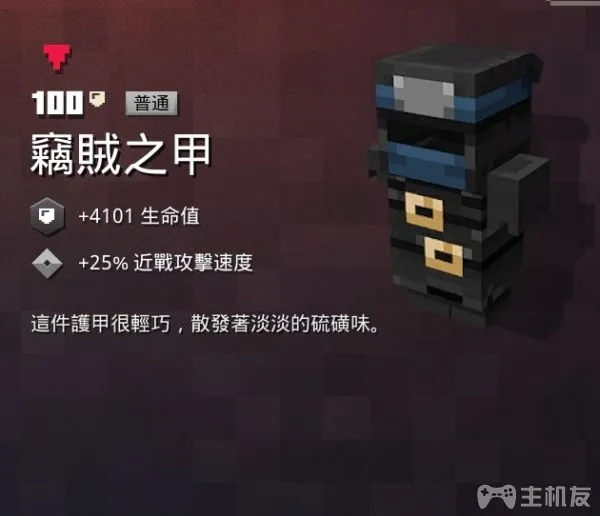 100
普通
竊賊之甲
+4101 生命值
+25% 近戰攻擊速度
這件護甲很輕巧，散發著淡淡的硫磺味。
主机友